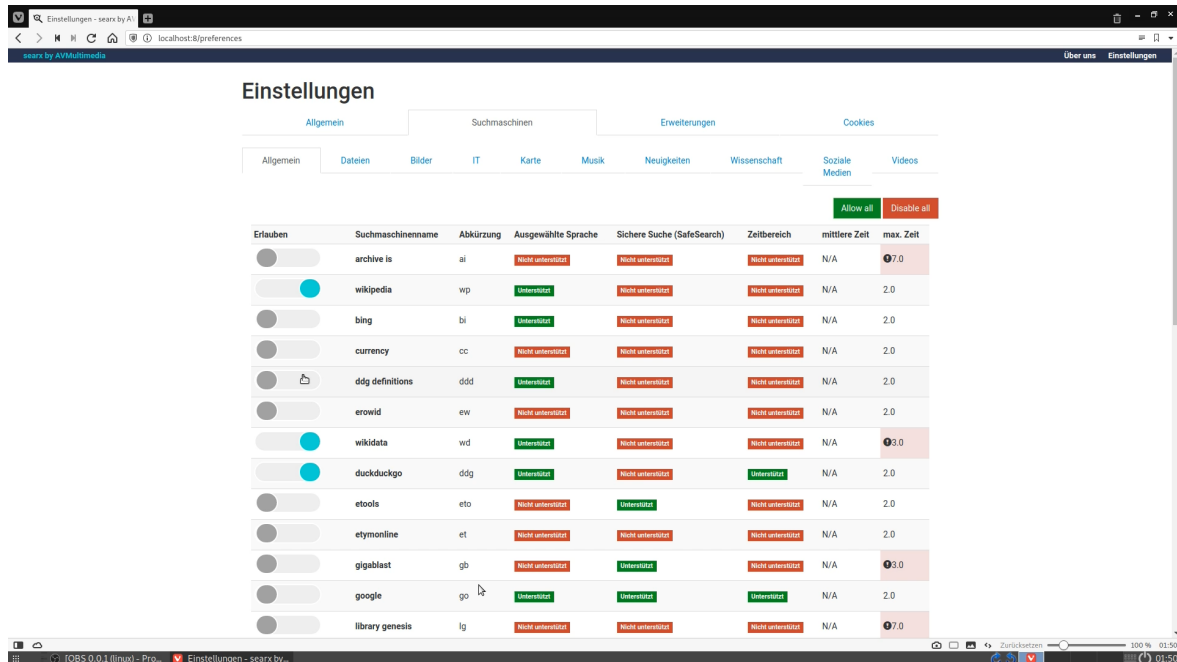 Einstellungen - searx by AV
localhost:8/preferences
searx by AVMultimedia Über uns Einstellungen
Einstellungen
Allgemein Suchmaschinen Erweiterungen Cookies
Allgemein Dateien Bilder IT Karte Musik Neuigkeiten Wissenschaft Soziale Medien Videos
Allow all Disable all
Erlauben Suchmaschinenname Abkürzung Ausgewählte Sprache Sichere Suche (SafeSearch) Zeitbereich mittlere Zeit max. Zeit
archive is ai Nicht unterstützt Nicht unterstützt Nicht unterstützt N/A 7.0
wikipedia wp Unterstützt Nicht unterstützt Nicht unterstützt N/A 2.0
bing bi Unterstützt Nicht unterstützt Nicht unterstützt N/A 2.0
currency cc Nicht unterstützt Nicht unterstützt Nicht unterstützt N/A 2.0
ddg definitions ddd Unterstützt Nicht unterstützt Nicht unterstützt N/A 2.0
erowid ew Nicht unterstützt Nicht unterstützt Nicht unterstützt N/A 2.0
wikidata wd Unterstützt Nicht unterstützt Nicht unterstützt N/A 3.0
duckduckgo ddg Unterstützt Nicht unterstützt Unterstützt N/A 2.0
etools eto Nicht unterstützt Unterstützt Nicht unterstützt N/A 2.0
etymonline et Nicht unterstützt Nicht unterstützt Nicht unterstützt N/A 2.0
gigablast gb Nicht unterstützt Unterstützt Nicht unterstützt N/A 3.0
google go Unterstützt Unterstützt Unterstützt N/A 2.0
library genesis lg Nicht unterstützt Nicht unterstützt Nicht unterstützt N/A 7.0
Zurücksetzen 100 % 01:50
[OBS 0.0.1 (linux) - Pro... Einstellungen - searx by... 01:50